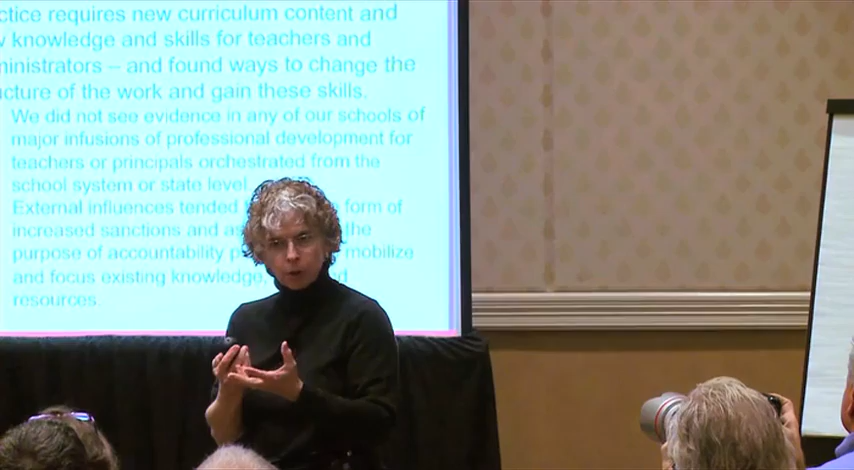 ctice requires new curriculum content and
knowledge and skills for teachers and
ministrators – and found ways to change the
cture of the work and gain these skills.
We did not see evidence in any of our schools of
major infusions of professional development for
teachers or principals orchestrated from the
school system or state level.
External influences tended form of
increased sanctions and the
purpose of accountability mobilize
and focus existing knowledge,
resources.